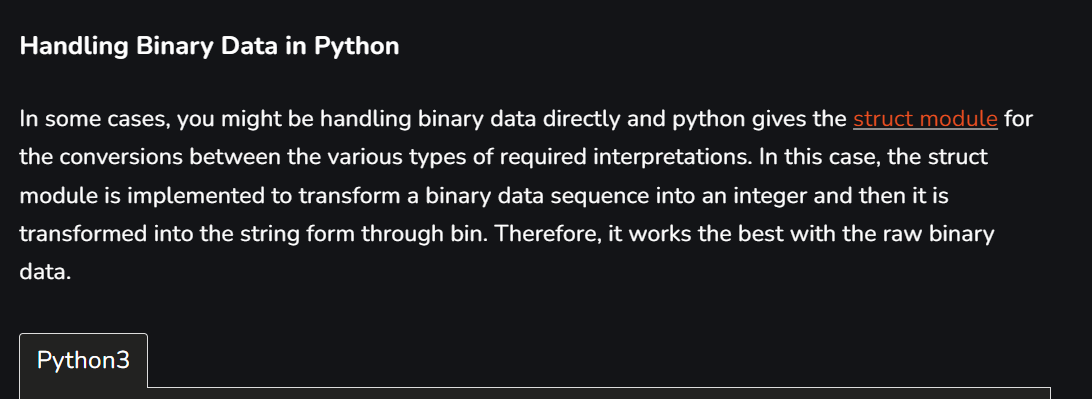 Handling Binary Data in Python
In some cases, you might be handling binary data directly and python gives the struct module for
the conversions between the various types of required interpretations. In this case, the struct
module is implemented to transform a binary data sequence into an integer and then it is
transformed into the string form through bin. Therefore, it works the best with the raw binary
data.
Python3